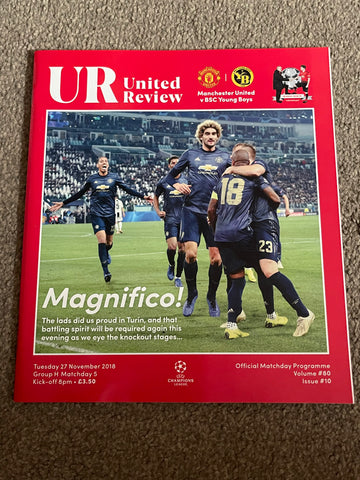 UR United
Review
Manchester United
v BSC Young Boys
18
23
Magnifico!
The lads did us proud in Turin, and that
battling spirit will be required again this
evening as we eye the knockout stages...
Tuesday 27 November 2018
Group H Matchday 5
Kick-off 8pm • £3.50
CHAMPIONS
LEAGUE
Official Matchday Programme
Volume #80
Issue #10